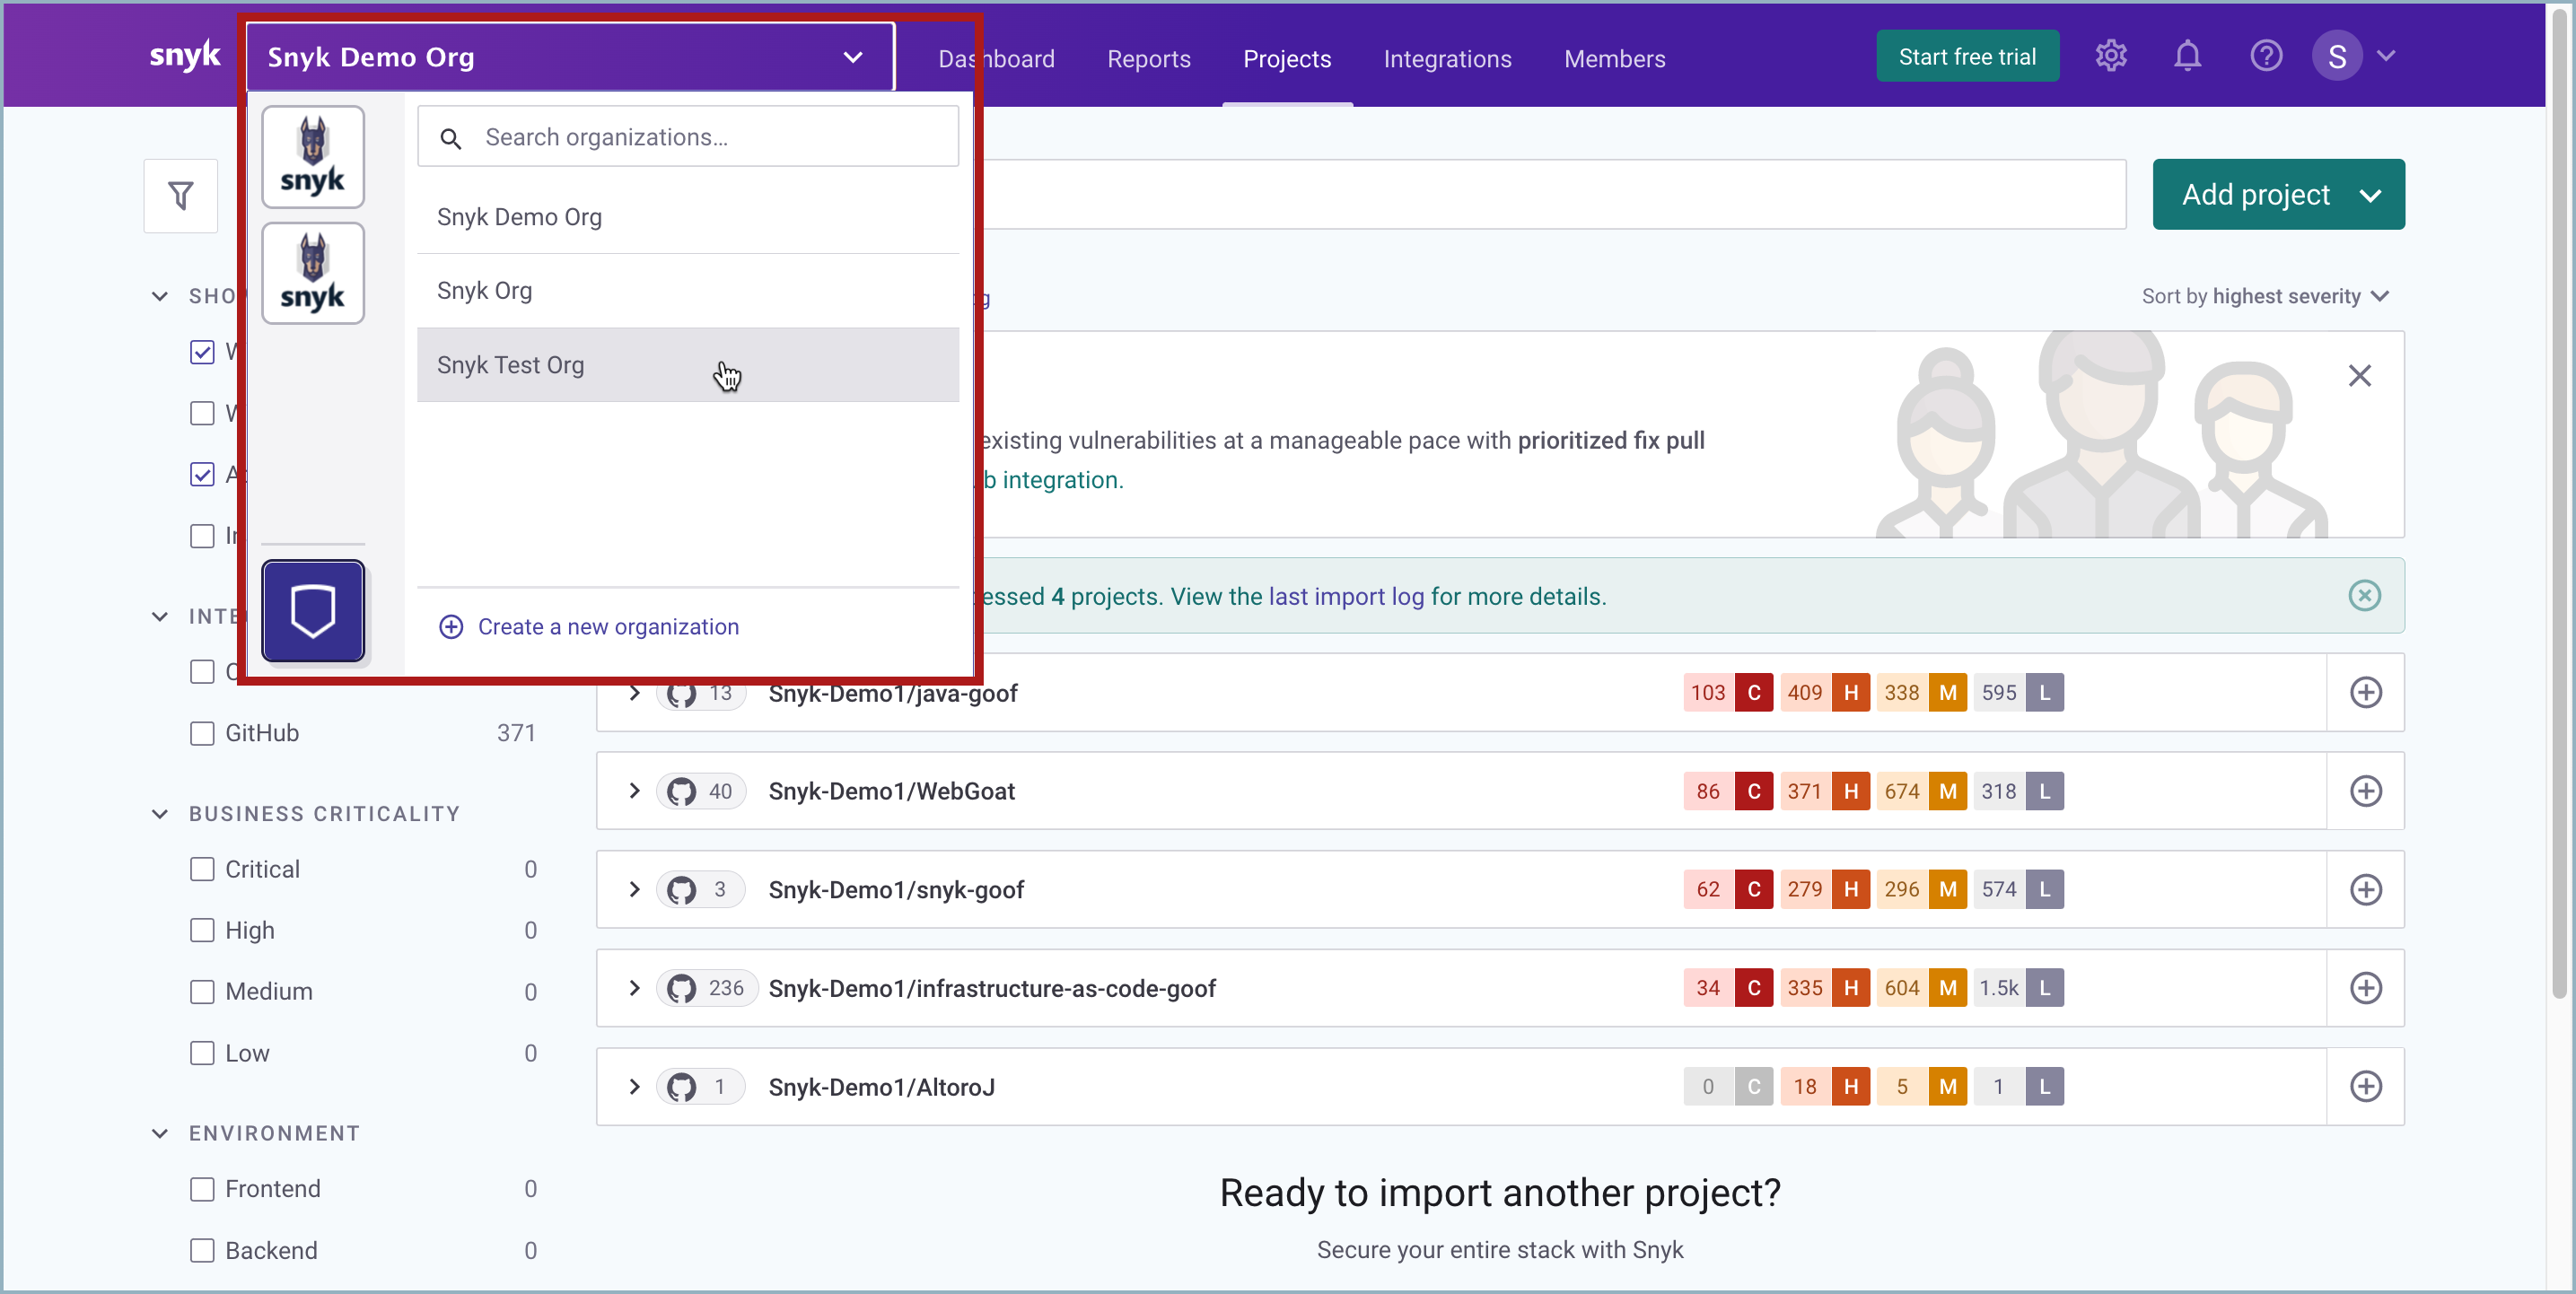 snyk
Snyk Demo Org
Dashboard
Reports
Projects
Integrations
Members
Start free trial
S
snyk
snyk
Search organizations...
Snyk Demo Org
Snyk Org
Snyk Test Org
Create a new organization
Add project
Sort by highest severity
existing vulnerabilities at a manageable pace with prioritized fix pull
integration.
4 projects. View the last import log for more details.
GitHub 371
BUSINESS CRITICALITY
Critical 0
High 0
Medium 0
Low 0
ENVIRONMENT
Frontend 0
Backend 0
13 Snyk-Demo1/java-goof 103 C 409 H 338 M 595 L
40 Snyk-Demo1/WebGoat 86 C 371 H 674 M 318 L
3 Snyk-Demo1/snyk-goof 62 C 279 H 296 M 574 L
236 Snyk-Demo1/infrastructure-as-code-goof 34 C 335 H 604 M 1.5k L
1 Snyk-Demo1/AltoroJ 0 C 18 H 5 M 1 L
Ready to import another project?
Secure your entire stack with Snyk